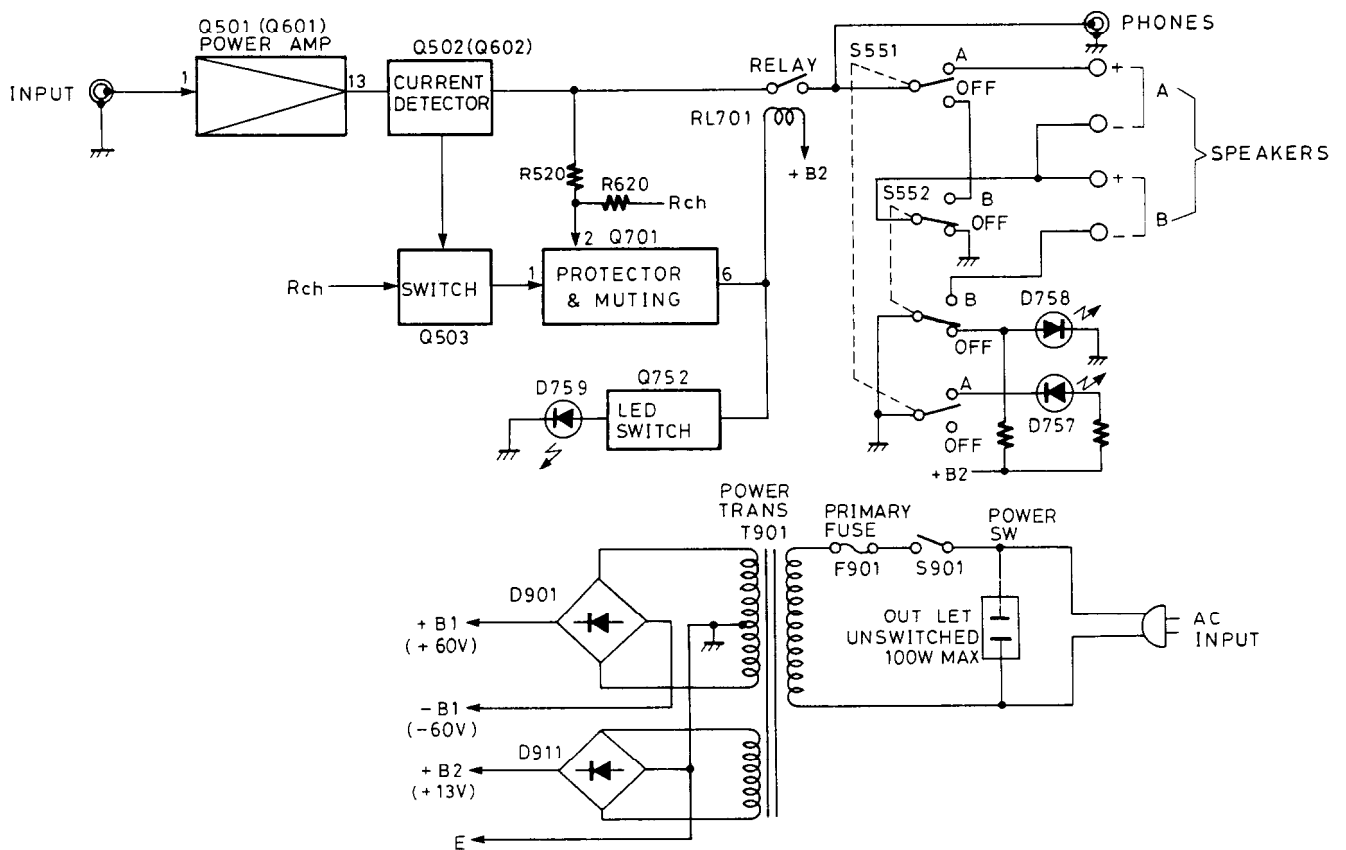 Q501 (Q601)
POWER AMP
INPUT
1
13
Q502(Q602)
CURRENT
DETECTOR
RELAY
RL701
+B2
S551
A
OFF
PHONES
+
A
-
SPEAKERS
+
B
-
R520
R620
Rch
S552
B
OFF
Rch
SWITCH
Q503
1
2
Q701
PROTECTOR
& MUTING
6
B
OFF
D758
A
OFF
D757
+B2
D759
Q752
LED
SWITCH
POWER
TRANS
T901
PRIMARY
FUSE
F901
S901
POWER
SW
D901
+B1
(+60V)
-B1
(-60V)
D911
+B2
(+13V)
E
OUT LET
UNSWITCHED
100W MAX
AC
INPUT